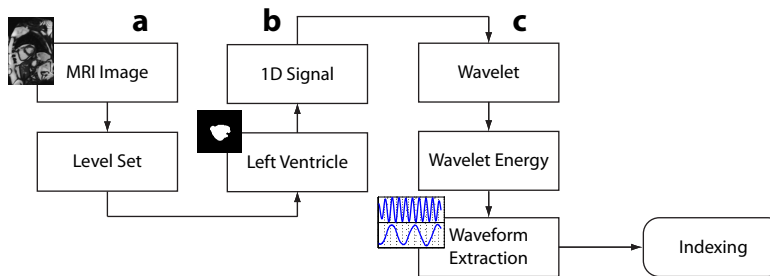 a
MRI Image
Level Set
b
1D Signal
Left Ventricle
c
Wavelet
Wavelet Energy
Waveform
Extraction
Indexing